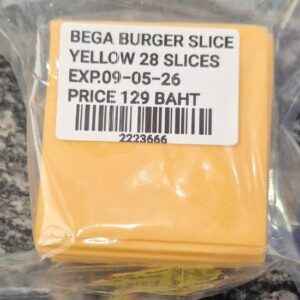 BEGA BURGER SLICE
YELLOW 28 SLICES
EXP.09-05-26
PRICE 129 BAHT
2223666